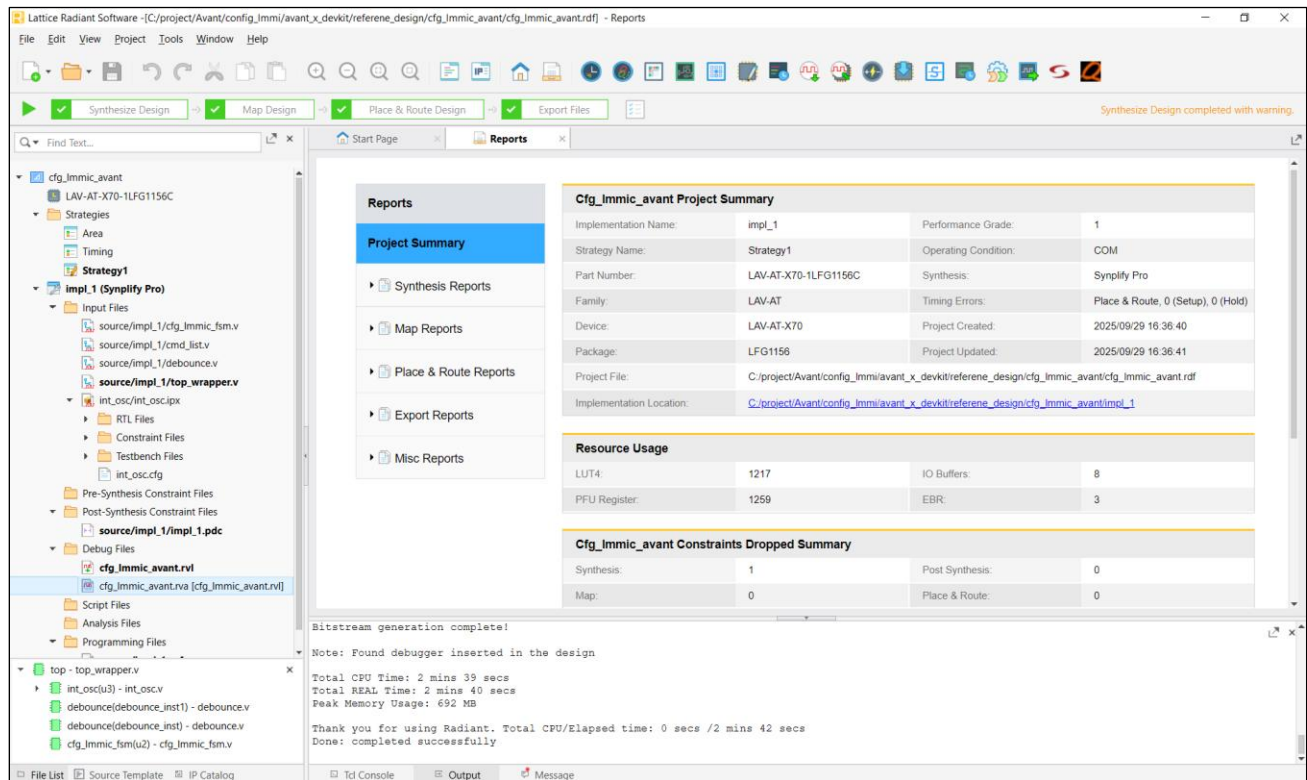 Lattice Radiant Software -[C:/project/Avant/config_lmmi/avant_x_devkit/referene_design/cfg_lmmic_avant/cfg_lmmic_avant.rdf] - Reports
File Edit View Project Tools Window Help
Synthesize Design Map Design Place & Route Design Export Files
Synthesize Design completed with warning.
Find Text...
cfg_lmmic_avant
LAV-AT-X70-1LFG1156C
Strategies
Area
Timing
Strategy1
impl_1 (Synplify Pro)
Input Files
source/impl_1/cfg_lmmic_fsm.v
source/impl_1/cmd_list.v
source/impl_1/debounce.v
source/impl_1/top_wrapper.v
int_osc/int_osc.ipx
RTL Files
Constraint Files
Testbench Files
int_osc.cfg
Pre-Synthesis Constraint Files
Post-Synthesis Constraint Files
source/impl_1/impl_1.pdc
Debug Files
cfg_lmmic_avant.rvl
cfg_lmmic_avant.rva [cfg_lmmic_avant.rvl]
Script Files
Analysis Files
Programming Files
top - top_wrapper.v
int_osc(u3) - int_osc.v
debounce(debounce_inst1) - debounce.v
debounce(debounce_inst) - debounce.v
cfg_lmmic_fsm(u2) - cfg_lmmic_fsm.v
File List Source Template IP Catalog
Start Page Reports
Reports
Project Summary
Synthesis Reports
Map Reports
Place & Route Reports
Export Reports
Misc Reports
Cfg_lmmic_avant Project Summary
Implementation Name: impl_1 Performance Grade: 1
Strategy Name: Strategy1 Operating Condition: COM
Part Number: LAV-AT-X70-1LFG1156C Synthesis: Synplify Pro
Family: LAV-AT Timing Errors: Place & Route, 0 (Setup), 0 (Hold)
Device: LAV-AT-X70 Project Created: 2025/09/29 16:36:40
Package: LFG1156 Project Updated: 2025/09/29 16:36:41
Project File: C:/project/Avant/config_lmmi/avant_x_devkit/referene_design/cfg_lmmic_avant/cfg_lmmic_avant.rdf
Implementation Location: C:/project/Avant/config_lmmi/avant_x_devkit/referene_design/cfg_lmmic_avant/impl_1
Resource Usage
LUT4: 1217 IO Buffers: 8
PFU Register: 1259 EBR: 3
Cfg_lmmic_avant Constraints Dropped Summary
Synthesis: 1 Post Synthesis: 0
Map: 0 Place & Route: 0
Bitstream generation complete!
Note: Found debugger inserted in the design
Total CPU Time: 2 mins 39 secs
Total REAL Time: 2 mins 40 secs
Peak Memory Usage: 692 MB
Thank you for using Radiant. Total CPU/Elapsed time: 0 secs /2 mins 42 secs
Done: completed successfully
Tcl Console Output Message